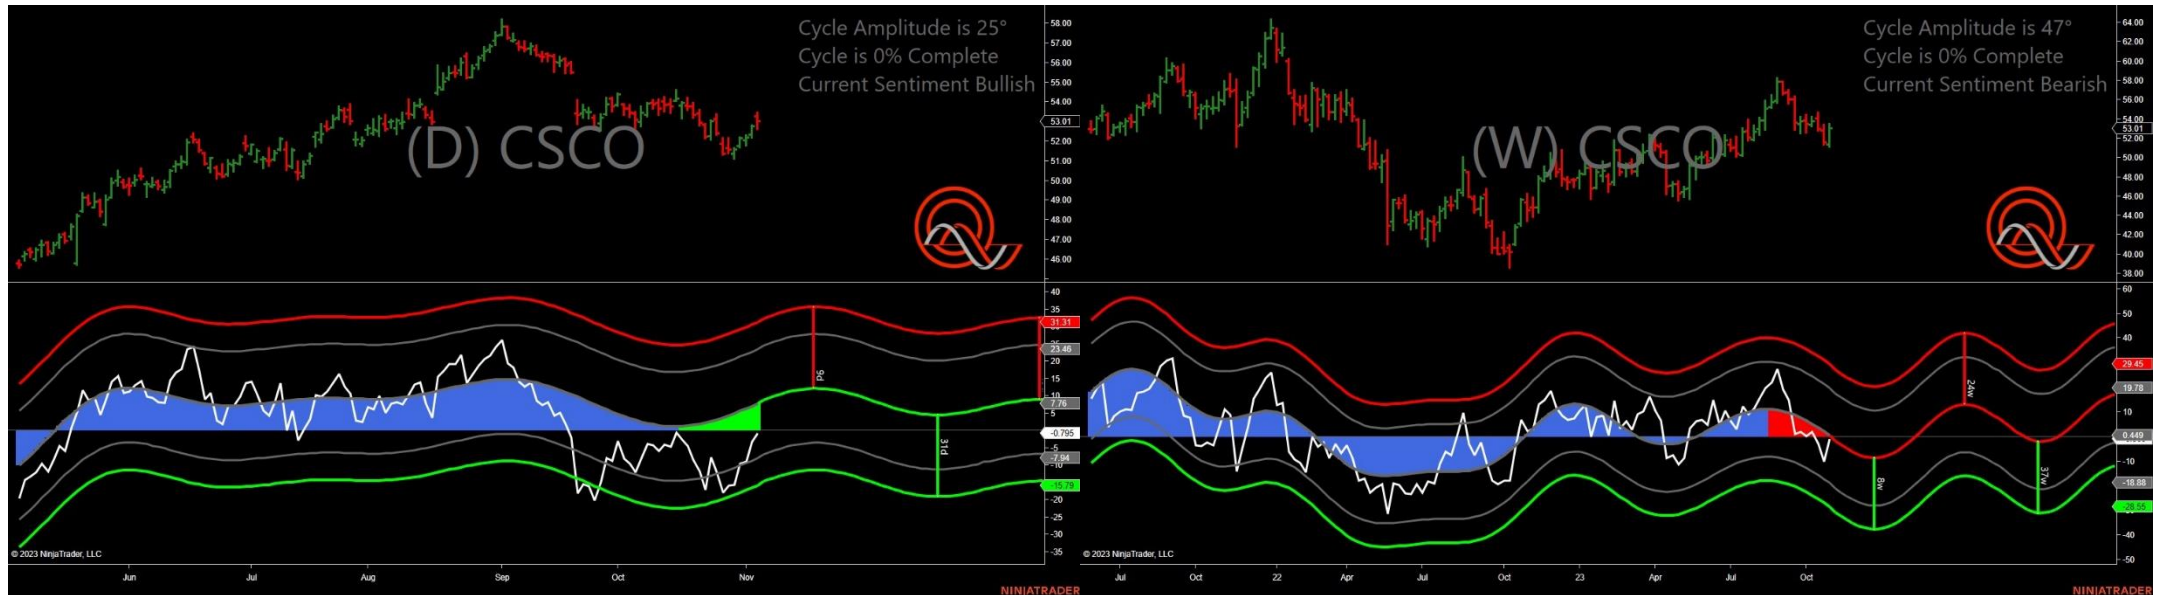 Cycle Amplitude is 25°
Cycle is 0% Complete
Current Sentiment Bullish
(D) CSCO
58.00
57.00
56.00
55.00
54.00
53.01
52.00
51.00
50.00
49.00
48.00
47.00
46.00
40
35
31.31
23.46
20
15
10
7.76
5
-0.795
-5
-7.94
-10
-15.79
-20
-25
-30
-35
9d
31d
© 2023 NinjaTrader, LLC
Jun
Jul
Aug
Sep
Oct
Nov
NINJATRADER
Cycle Amplitude is 47°
Cycle is 0% Complete
Current Sentiment Bearish
(W) CSCO
64.00
62.00
60.00
58.00
56.00
54.00
53.01
52.00
50.00
48.00
46.00
44.00
42.00
40.00
38.00
60
50
40
29.45
19.78
10
0.449
-10
-18.88
-28.55
-40
-50
24w
8w
37w
© 2023 NinjaTrader, LLC
Jul
Oct
22
Apr
Jul
Oct
23
Apr
Jul
Oct
NINJATRADER